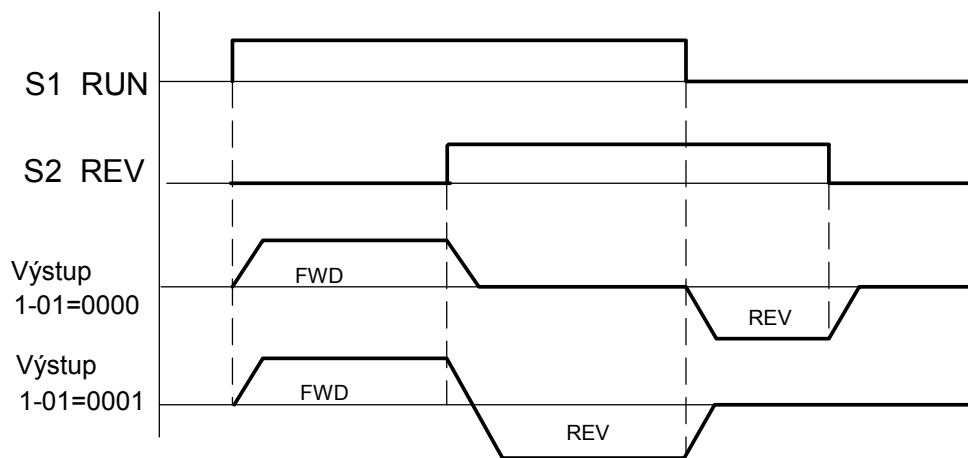 S1 RUN
S2 REV
Výstup
1-01=0000
FWD
REV
Výstup
1-01=0001
FWD
REV